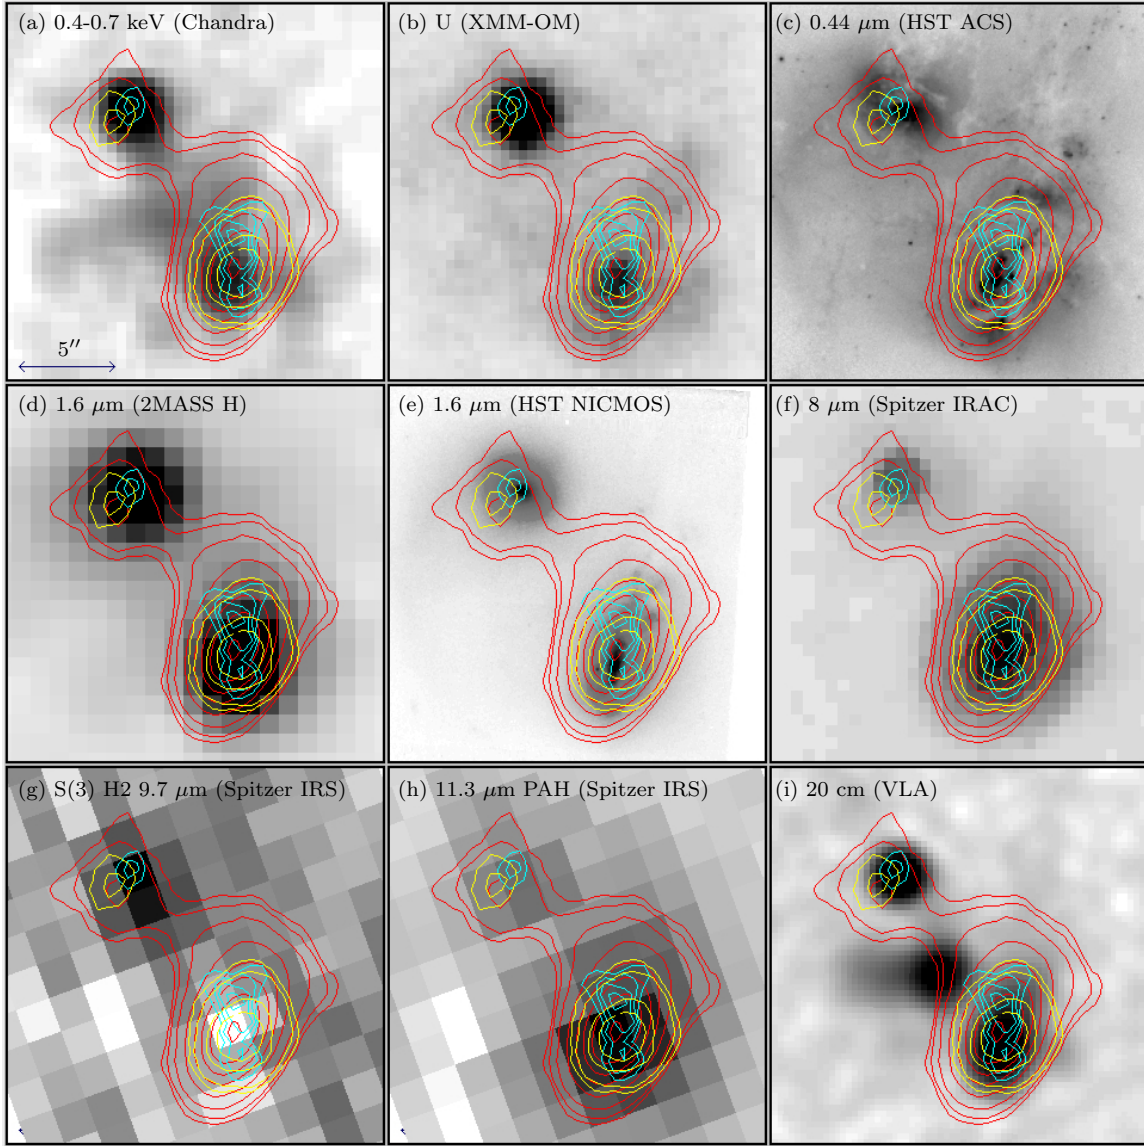 (a) 0.4-0.7 keV (Chandra)
(b) U (XMM-OM)
(c) 0.44 μm (HST ACS)
5′′
(d) 1.6 μm (2MASS H)
(e) 1.6 μm (HST NICMOS)
(f) 8 μm (Spitzer IRAC)
(g) S(3) H2 9.7 μm (Spitzer IRS)
(h) 11.3 μm PAH (Spitzer IRS)
(i) 20 cm (VLA)